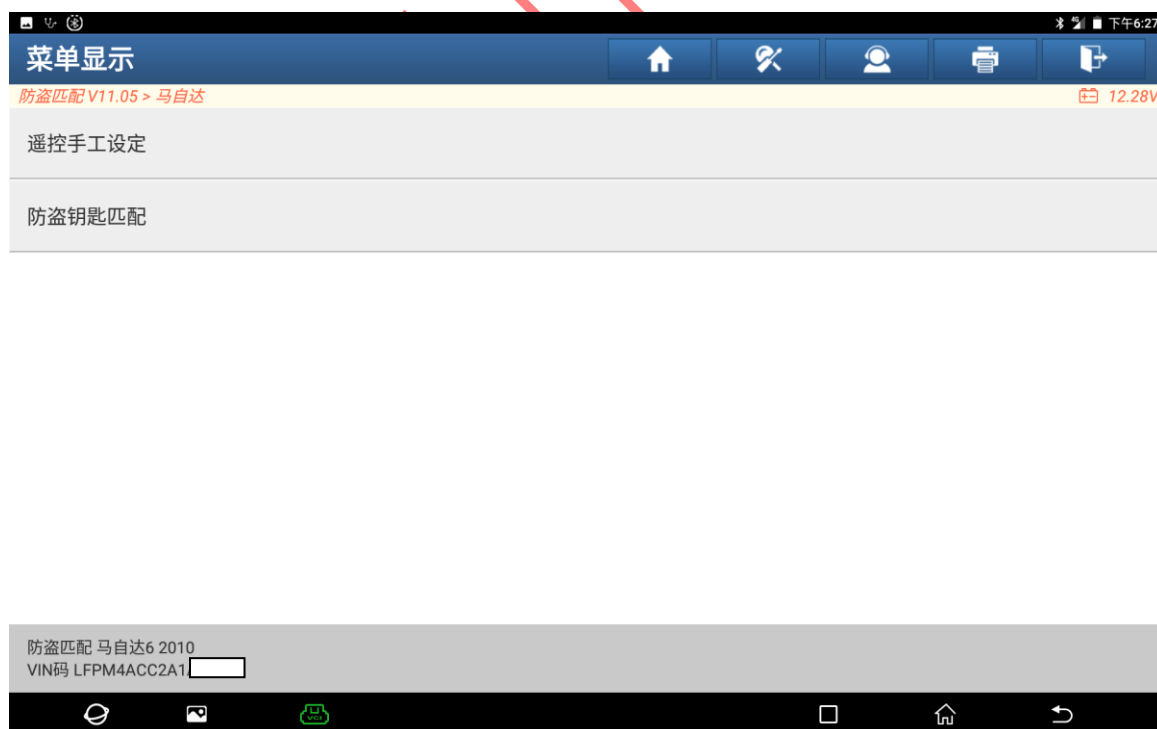 下午6:27
菜单显示
防盗匹配 V11.05 > 马自达
12.28V
遥控手工设定
防盗钥匙匹配
防盗匹配 马自达6 2010
VIN码 LFPM4ACC2A1
VCI